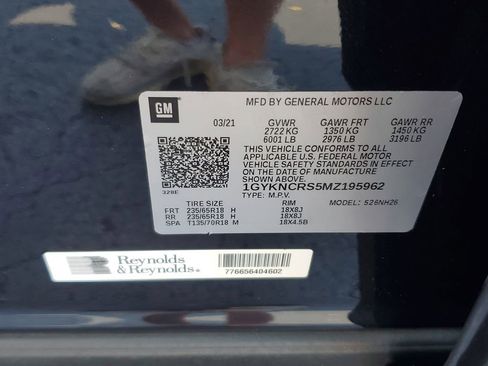 GM
MFD BY GENERAL MOTORS LLC
03/21 GVWR GAWR FRT GAWR RR
2722 KG 1350 KG 1450 KG
6001 LB 2976 LB 3196 LB
THIS VEHICLE CONFORMS TO ALL
APPLICABLE U.S. FEDERAL MOTOR
VEHICLE SAFETY STANDARDS IN EFFECT
ON THE DATE OF MANUFACTURE
SHOWN ABOVE.
1GYKNCRS5MZ195962
TYPE: M.P.V. MODEL: 526NH26
TIRE SIZE RIM
FRT 235/65R18 H 18X8J
RR 235/65R18 H 18X8J
SPA T135/70R18 M 18X4.5B
Reynolds
&Reynolds®
776656404602